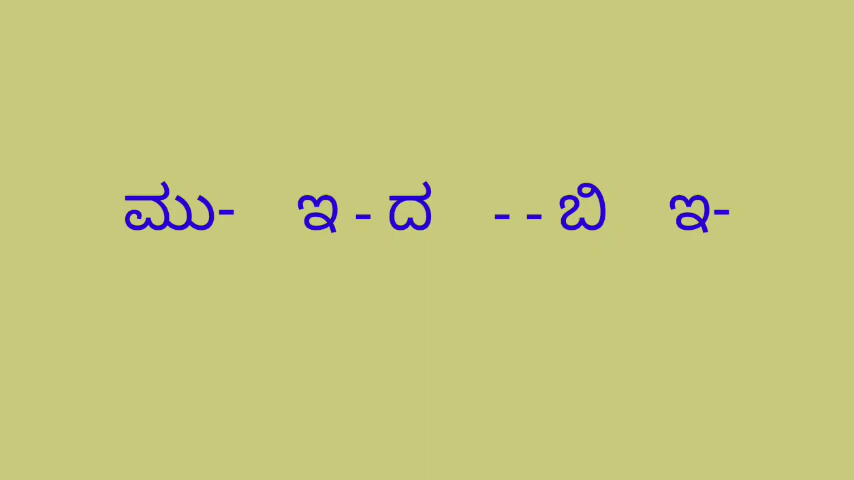 ಮು- ಇ - ದ - - ಬಿ ಇ-